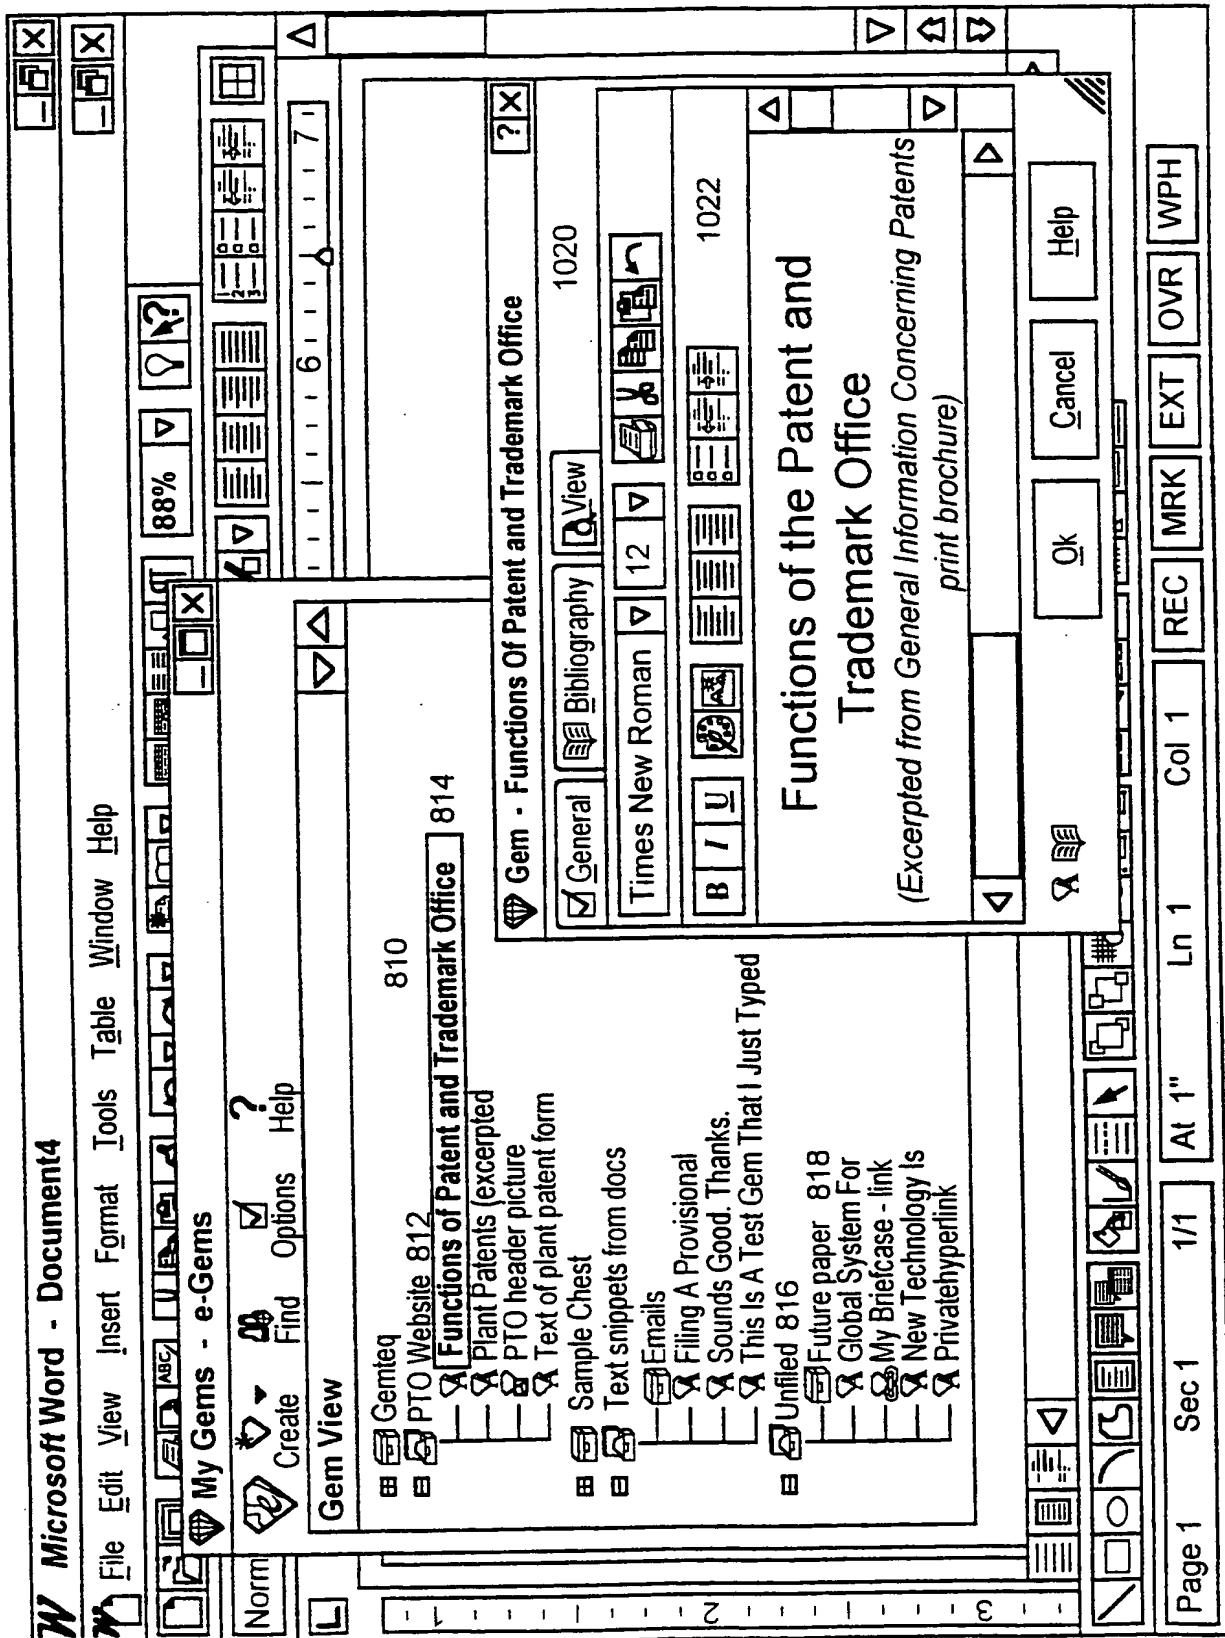 Microsoft Word - Document4
File Edit View Insert Format Tools Table Window Help
ABC
88%
Norm
My Gems - e-Gems
Create Find Options Help
Gem View
Gemteq 810
PTO Website 812
Functions of Patent and Trademark Office 814
Plant Patents (excerpted
PTO header picture
Text of plant patent form
Sample Chest
Text snippets from docs
Emails
Filing A Provisional
Sounds Good. Thanks.
This Is A Test Gem That I Just Typed
Unfiled 816
Future paper 818
Global System For
My Briefcase - link
New Technology Is
Privatehyperlink
6 7
1 2 3
Gem - Functions Of Patent and Trademark Office
General Bibliography View 1020
Times New Roman 12
B I U 1022
Functions of the Patent and
Trademark Office
(Excerpted from General Information Concerning Patents
print brochure)
Ok Cancel Help
Page 1 Sec 1 1/1 At 1" Ln 1 Col 1 REC MRK EXT OVR WPH